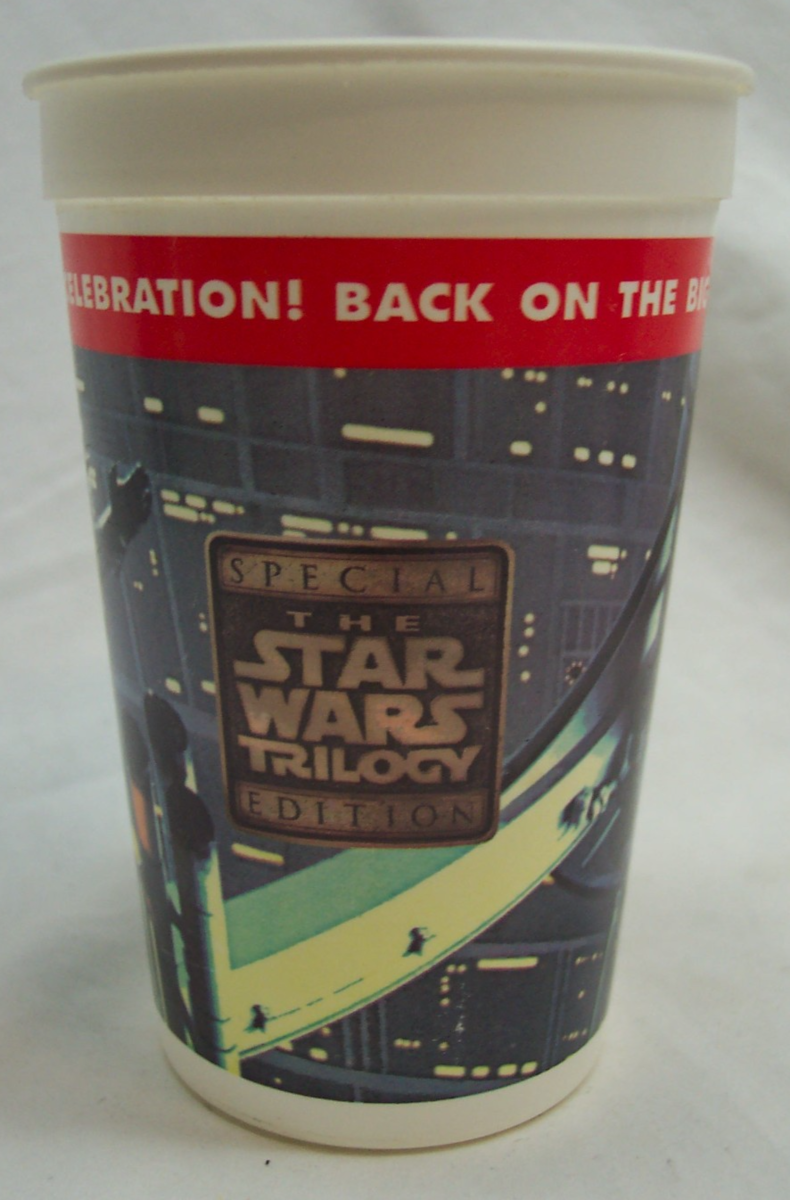 ELEBRATION! BACK ON THE BIG
SPECIAL
THE
STAR
WARS
TRILOGY
EDITION